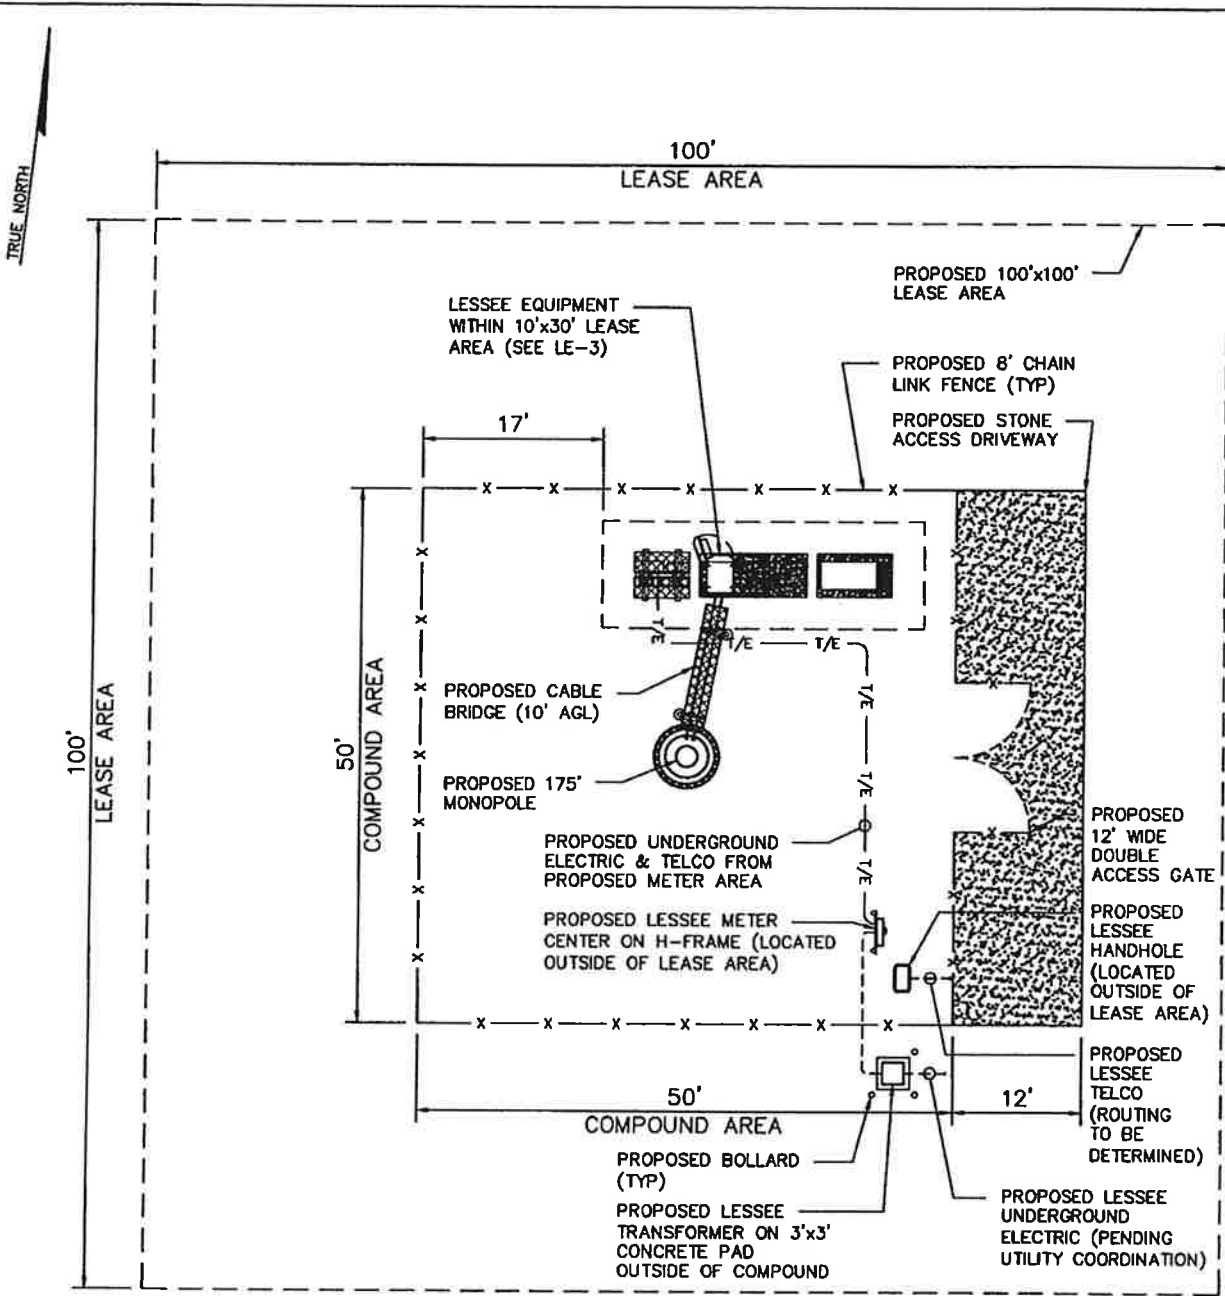 TRUE NORTH
100'
LEASE AREA
PROPOSED 100'x100'
LEASE AREA
LESSEE EQUIPMENT
WITHIN 10'x30' LEASE
AREA (SEE LE-3)
PROPOSED 8' CHAIN
LINK FENCE (TYP)
PROPOSED STONE
ACCESS DRIVEWAY
17'
X X X X X X X
T/E
T/E
T/E
T/E
T/E
T/E
X X X X X X X
PROPOSED CABLE
BRIDGE (10' AGL)
PROPOSED 175'
MONOPOLE
50'
COMPOUND AREA
100'
LEASE AREA
X
X
X
X
X
X
PROPOSED UNDERGROUND
ELECTRIC & TELCO FROM
PROPOSED METER AREA
PROPOSED LESSEE METER
CENTER ON H-FRAME (LOCATED
OUTSIDE OF LEASE AREA)
PROPOSED
12' WIDE
DOUBLE
ACCESS GATE
PROPOSED
LESSEE
HANDHOLE
(LOCATED
OUTSIDE OF
LEASE AREA)
X X X X X X X
PROPOSED
LESSEE
TELCO
(ROUTING
TO BE
DETERMINED)
50'
COMPOUND AREA
12'
PROPOSED BOLLARD
(TYP)
PROPOSED LESSEE
TRANSFORMER ON 3'x3'
CONCRETE PAD
OUTSIDE OF COMPOUND
PROPOSED LESSEE
UNDERGROUND
ELECTRIC (PENDING
UTILITY COORDINATION)